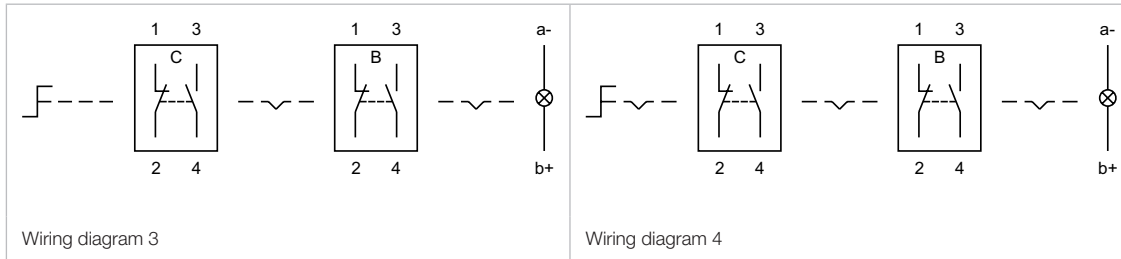 1 3 1 3 a-
C B
2 4 2 4 b+
Wiring diagram 3
1 3 1 3 a-
C B
2 4 2 4 b+
Wiring diagram 4